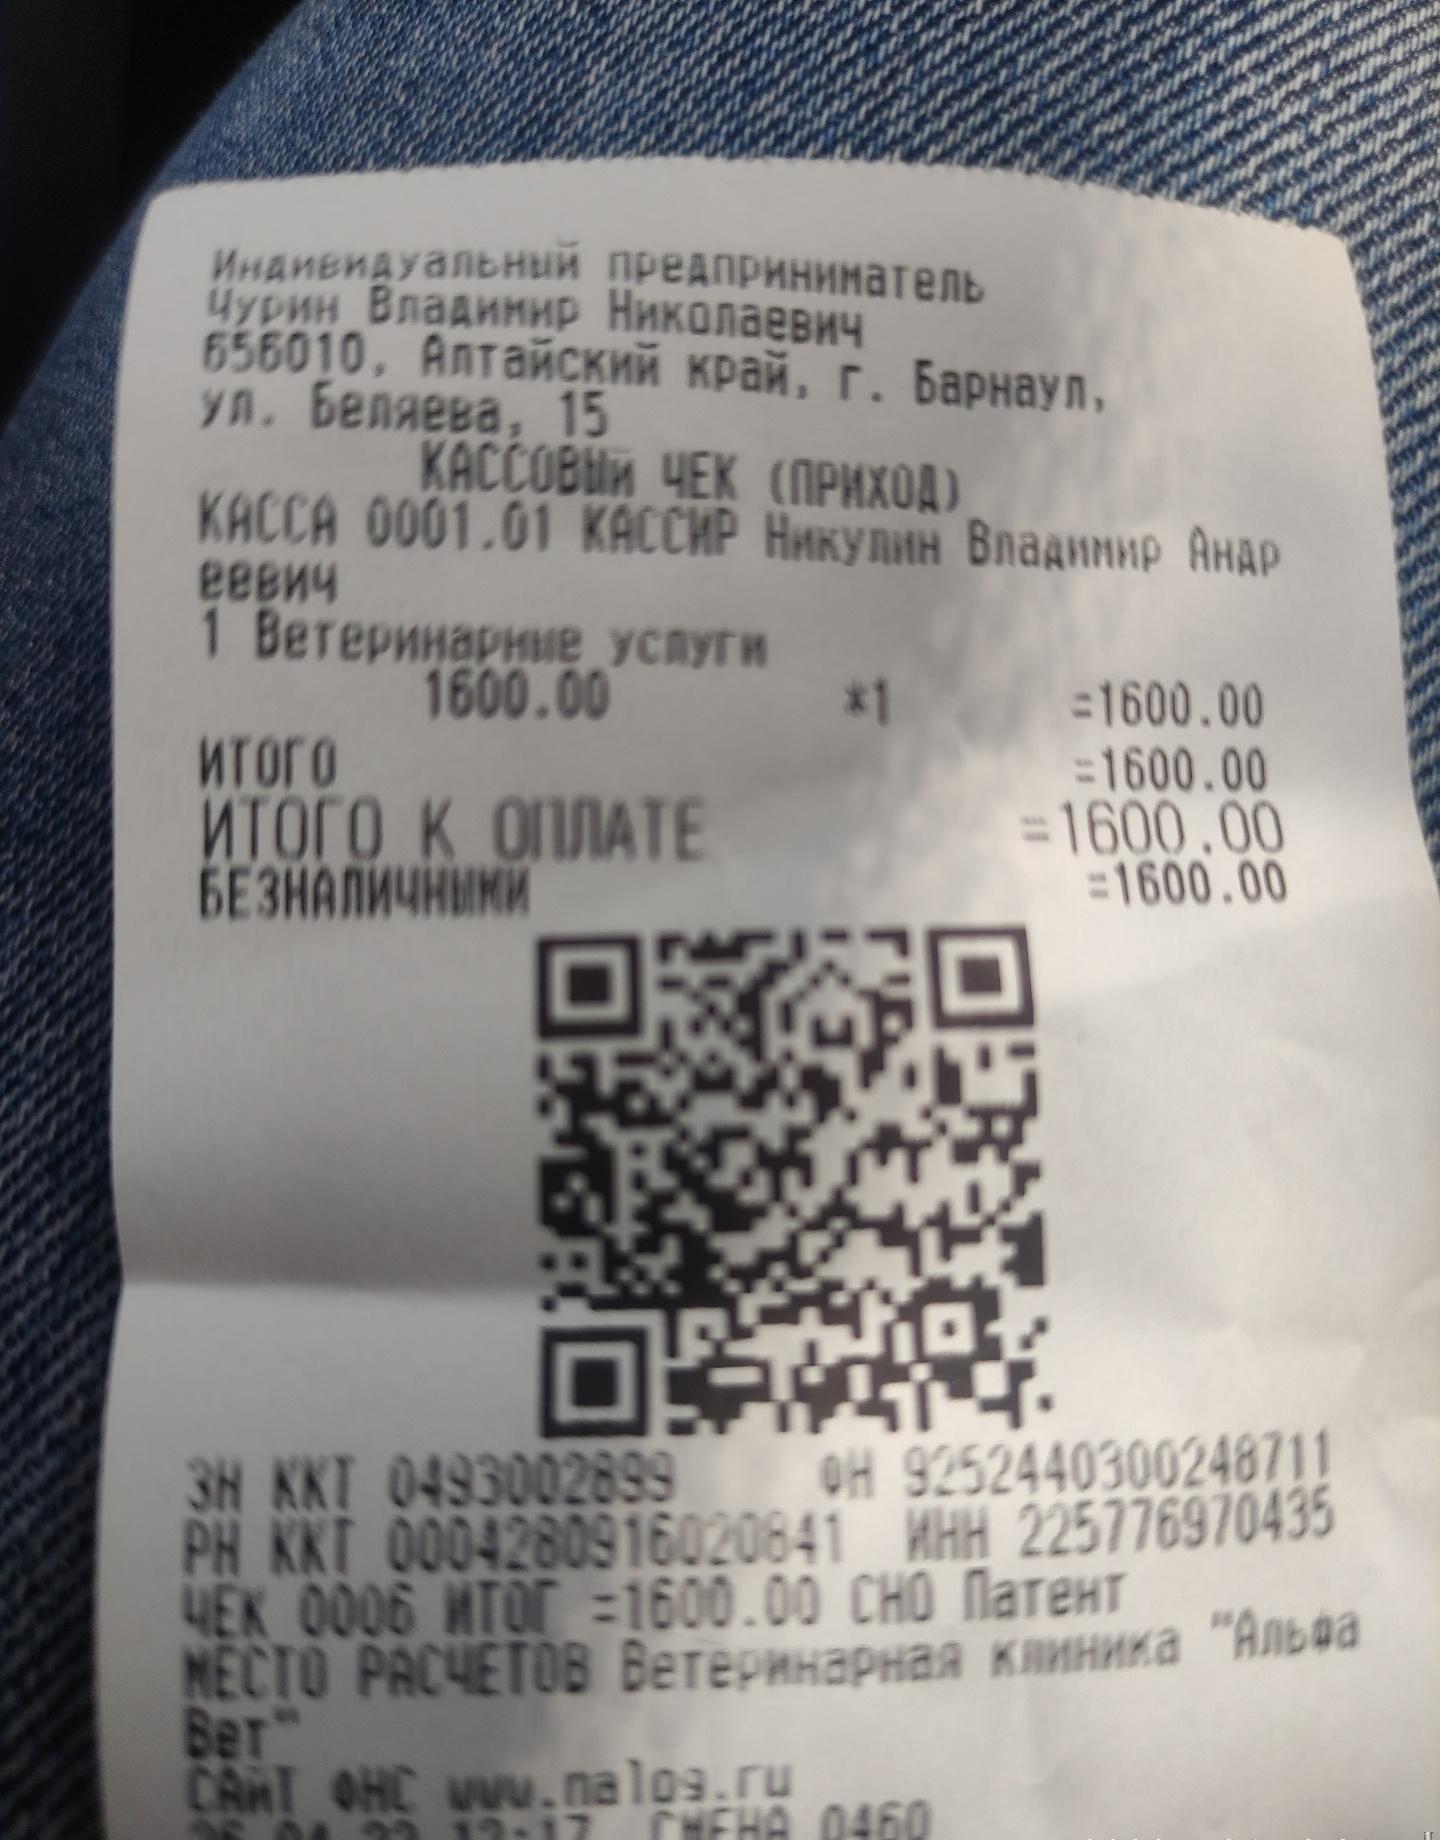 Индивидуальный предприниматель
Чурин Владимир Николаевич
656010, Алтайский край, г. Барнаул,
ул. Беляева, 15
КАССОВЫЙ ЧЕК (ПРИХОД)
КАССА 0001.01 КАССИР Никулин Владимир Андр
еевич
1 Ветеринарные услуги
1600.00 *1 =1600.00
ИТОГО =1600.00
ИТОГО К ОПЛАТЕ =1600.00
БЕЗНАЛИЧНЫМИ =1600.00
ЗН ККТ 0493002899 ФН 9252440300248711
РН ККТ 0004280916020841 ИНН 225776970435
ЧЕК 0006 ИТОГ =1600.00 СНО Патент
МЕСТО РАСЧЕТОВ Ветеринарная клиника "Альфа
Вет"
САЙТ ФНС www.nalog.ru
12:17 СМЕНА 0460